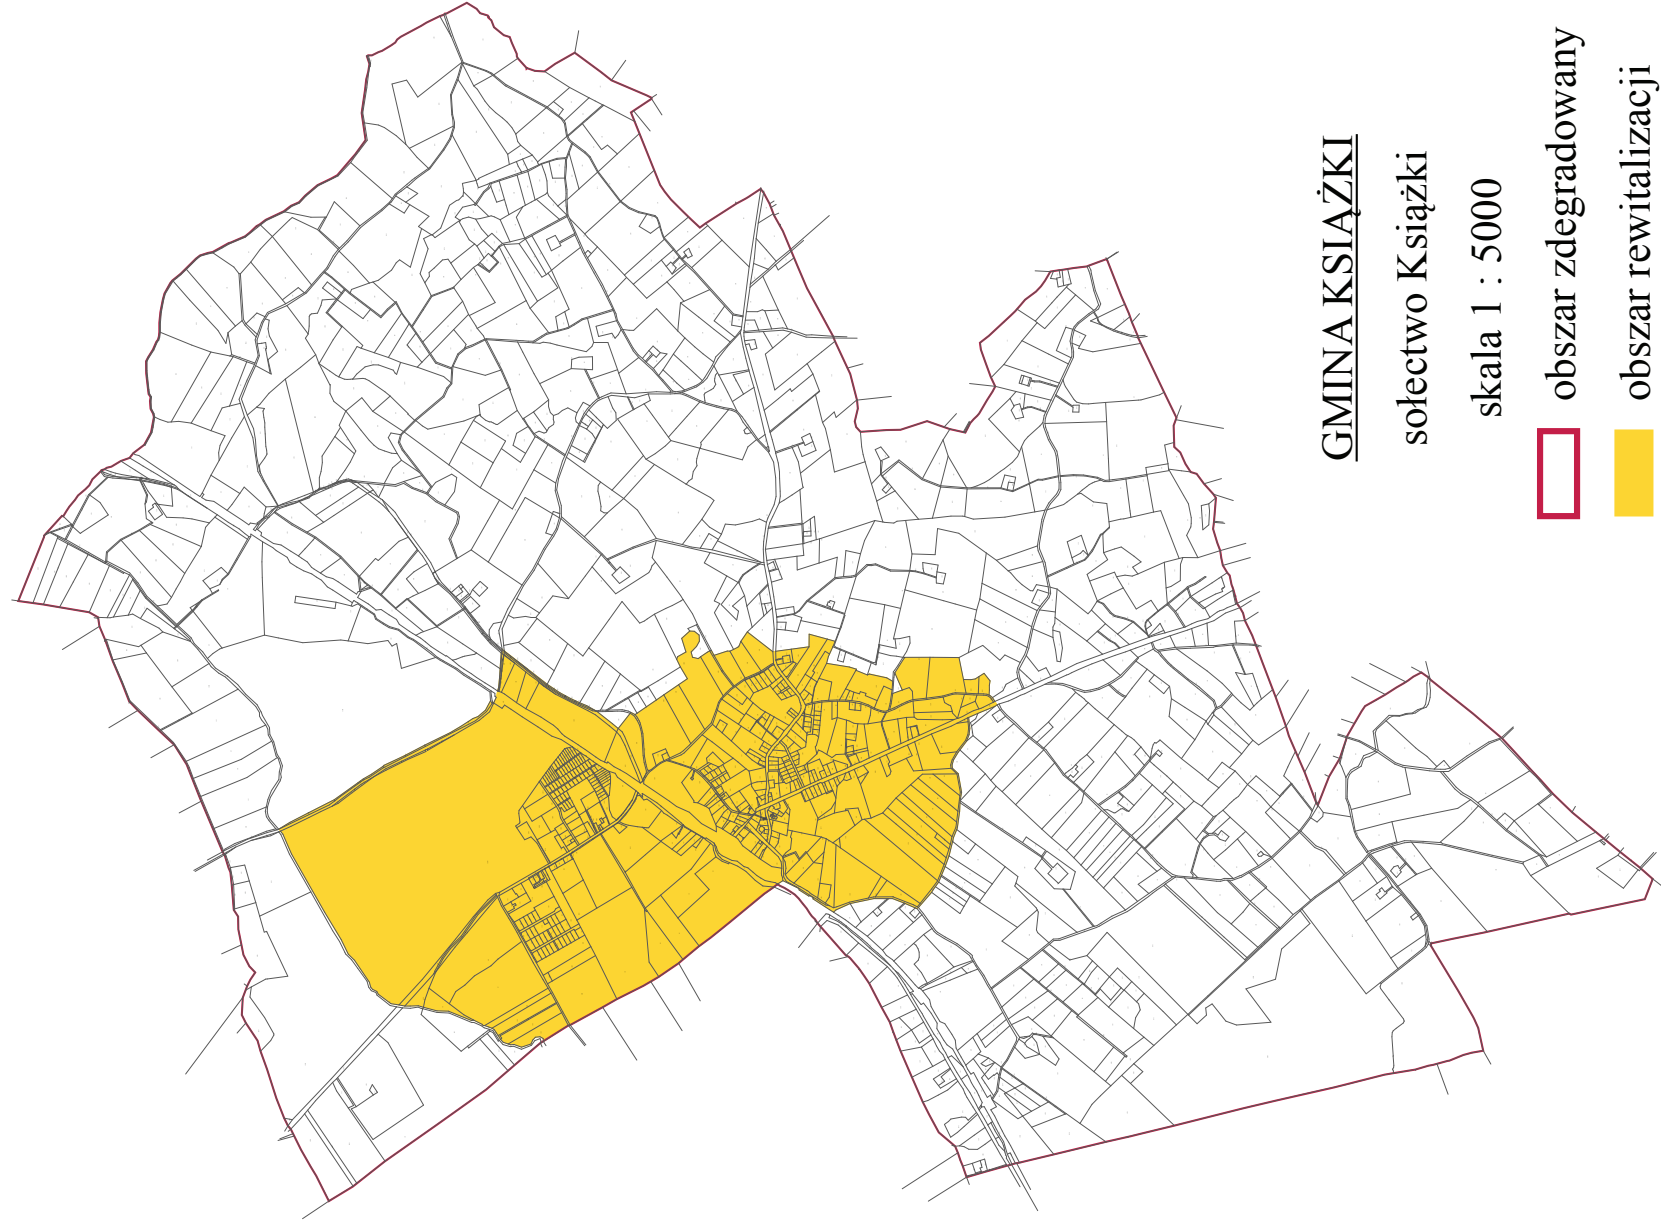 GMINA KSIĄŻKI
sołectwo Książki
skala 1 : 5000
obszar zdegradowany
obszar rewitalizacji